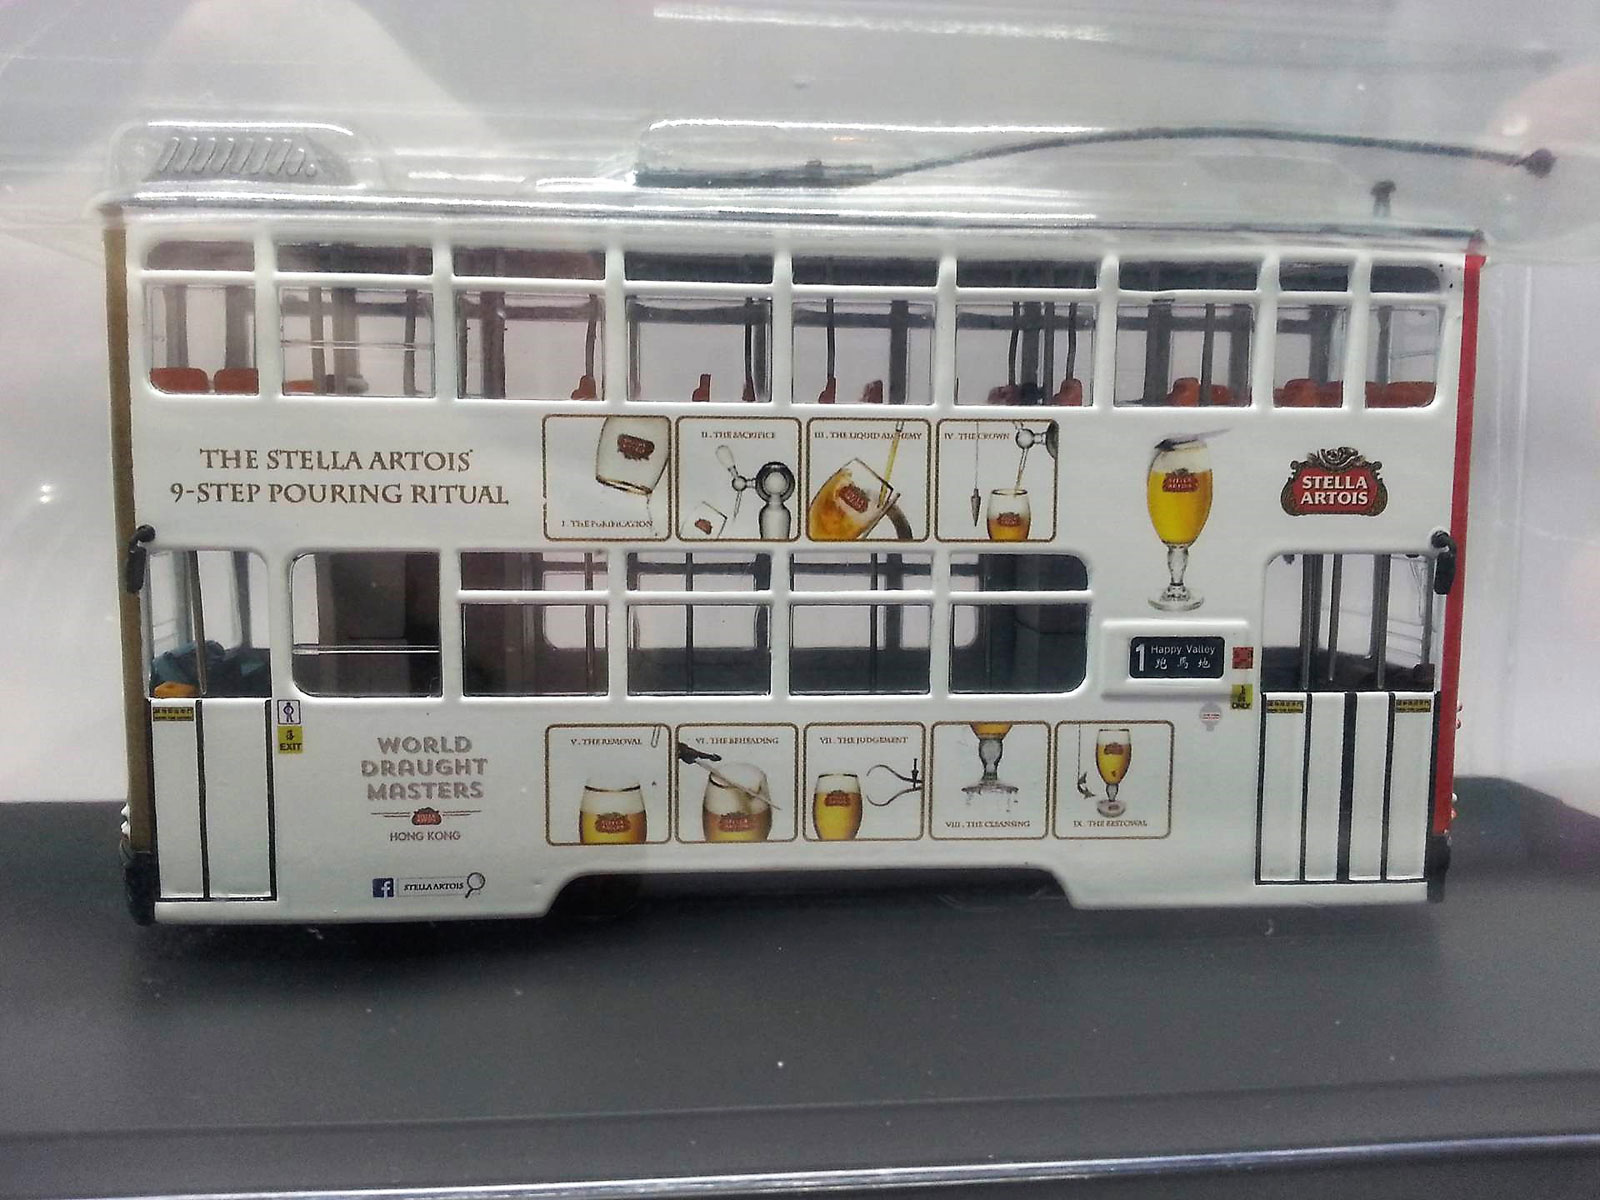 THE STELLA ARTOIS
9-STEP POURING RITUAL
I. THE PURIFICATION
II. THE SACRIFICE
III. THE LIQUID ALCHEMY
IV. THE CROWN
STELLA
ARTOIS
1 Happy Valley
跑馬地
ONLY
EXIT
WORLD
DRAUGHT
MASTERS
HONG KONG
V. THE REMOVAL
VI. THE BEHEADING
VII. THE JUDGEMENT
VIII. THE CLEANSING
IX. THE BESTOWAL
f STELLA ARTOIS